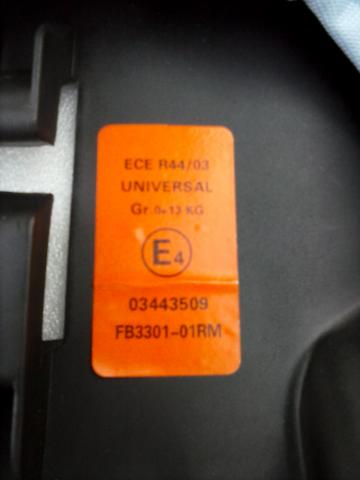 ECE R44/03
UNIVERSAL
Gr. 0+ 13 KG
E4
03443509
FB3301-01RM